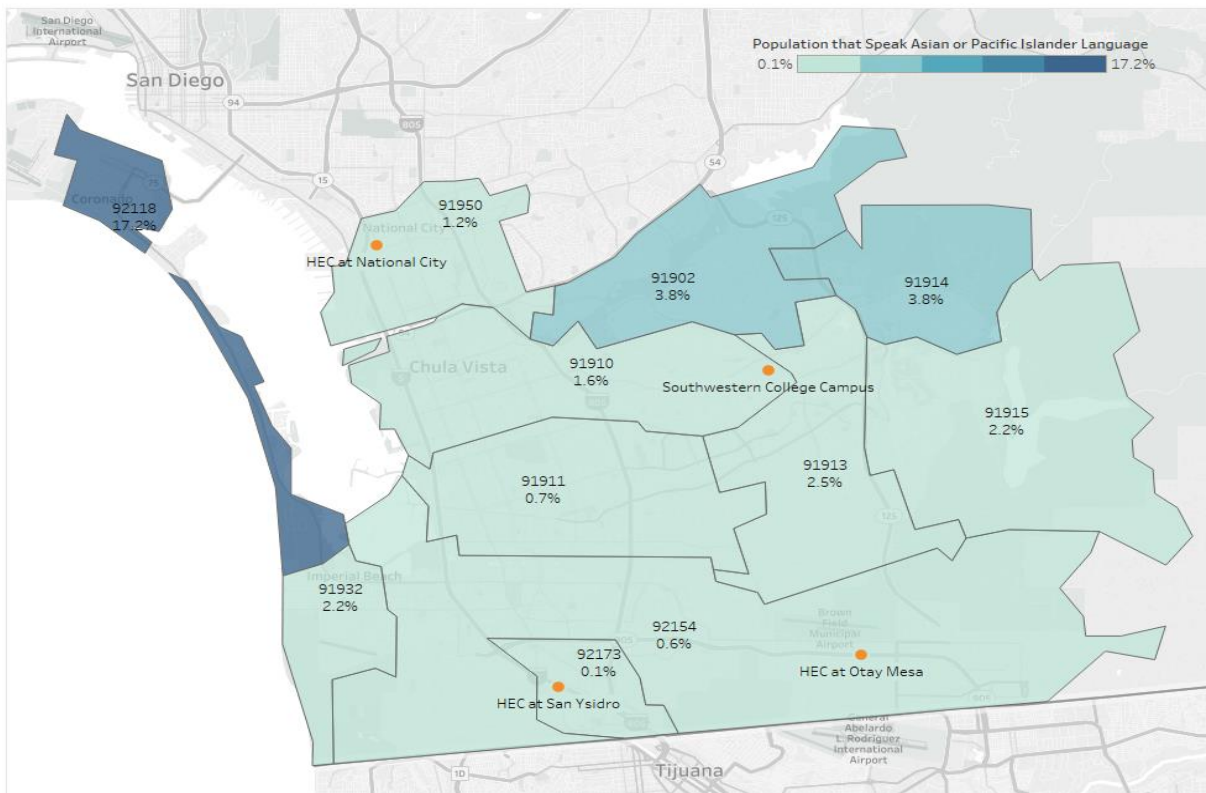 San Diego
International
Airport
Population that Speak Asian or Pacific Islander Language
0.1%
17.2%
San Diego
94
805
15
54
Coronado
75
92118
17.2%
91950
1.2%
National City
HEC at National City
125
91902
3.8%
91914
3.8%
Chula Vista
91910
1.6%
Southwestern College Campus
91915
2.2%
91911
0.7%
91913
2.5%
125
Imperial Beach
91932
2.2%
92154
0.6%
Brown
Field
Municipal
Airport
905
92173
0.1%
HEC at Otay Mesa
HEC at San Ysidro
905
General
Abelardo
L. Rodríguez
International
Airport
1D
Tijuana